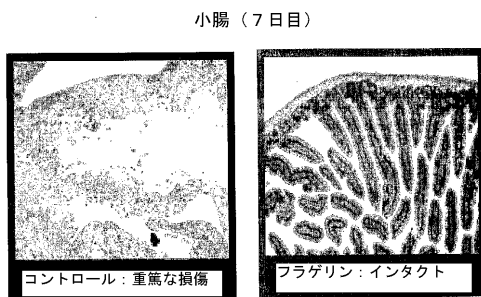 小腸（７日目）
コントロール：重篤な損傷
フラゲリン：インタクト